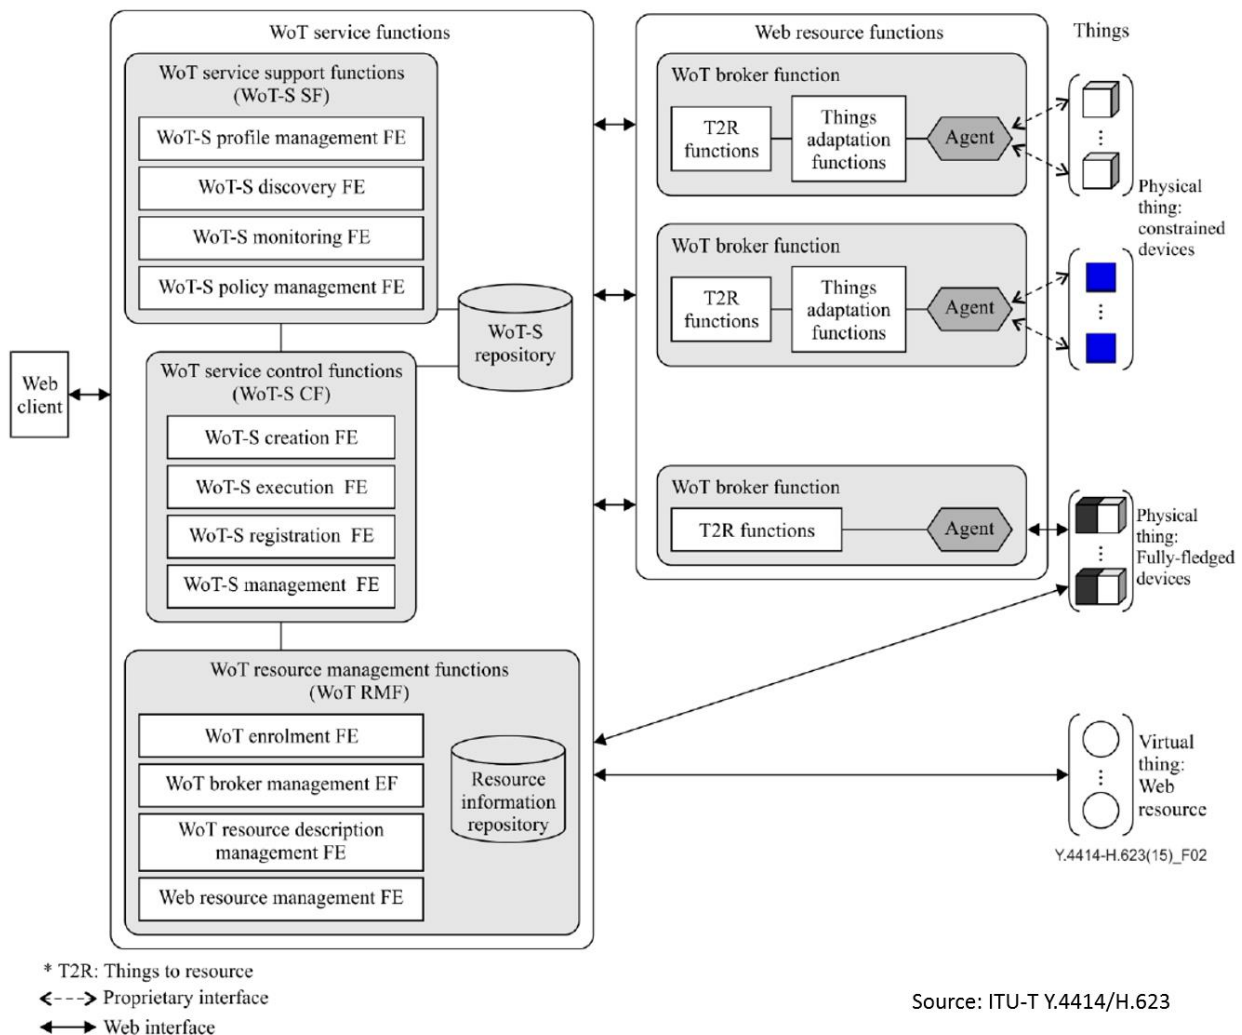 WoT service functions
WoT service support functions
(WoT-S SF)
WoT-S profile management FE
WoT-S discovery FE
WoT-S monitoring FE
WoT-S policy management FE
WoT-S
repository
Web
client
WoT service control functions
(WoT-S CF)
WoT-S creation FE
WoT-S execution FE
WoT-S registration FE
WoT-S management FE
WoT resource management functions
(WoT RMF)
WoT enrolment FE
WoT broker management EF
WoT resource description
management FE
Web resource management FE
Resource
information
repository
Web resource functions
WoT broker function
T2R
functions
Things
adaptation
functions
Agent
WoT broker function
T2R
functions
Things
adaptation
functions
Agent
WoT broker function
T2R functions
Agent
Things
Physical
thing:
constrained
devices
Physical
thing:
Fully-fledged
devices
Virtual
thing:
Web
resource
Y.4414-H.623(15)_F02
* T2R: Things to resource
Proprietary interface
Web interface
Source: ITU-T Y.4414/H.623